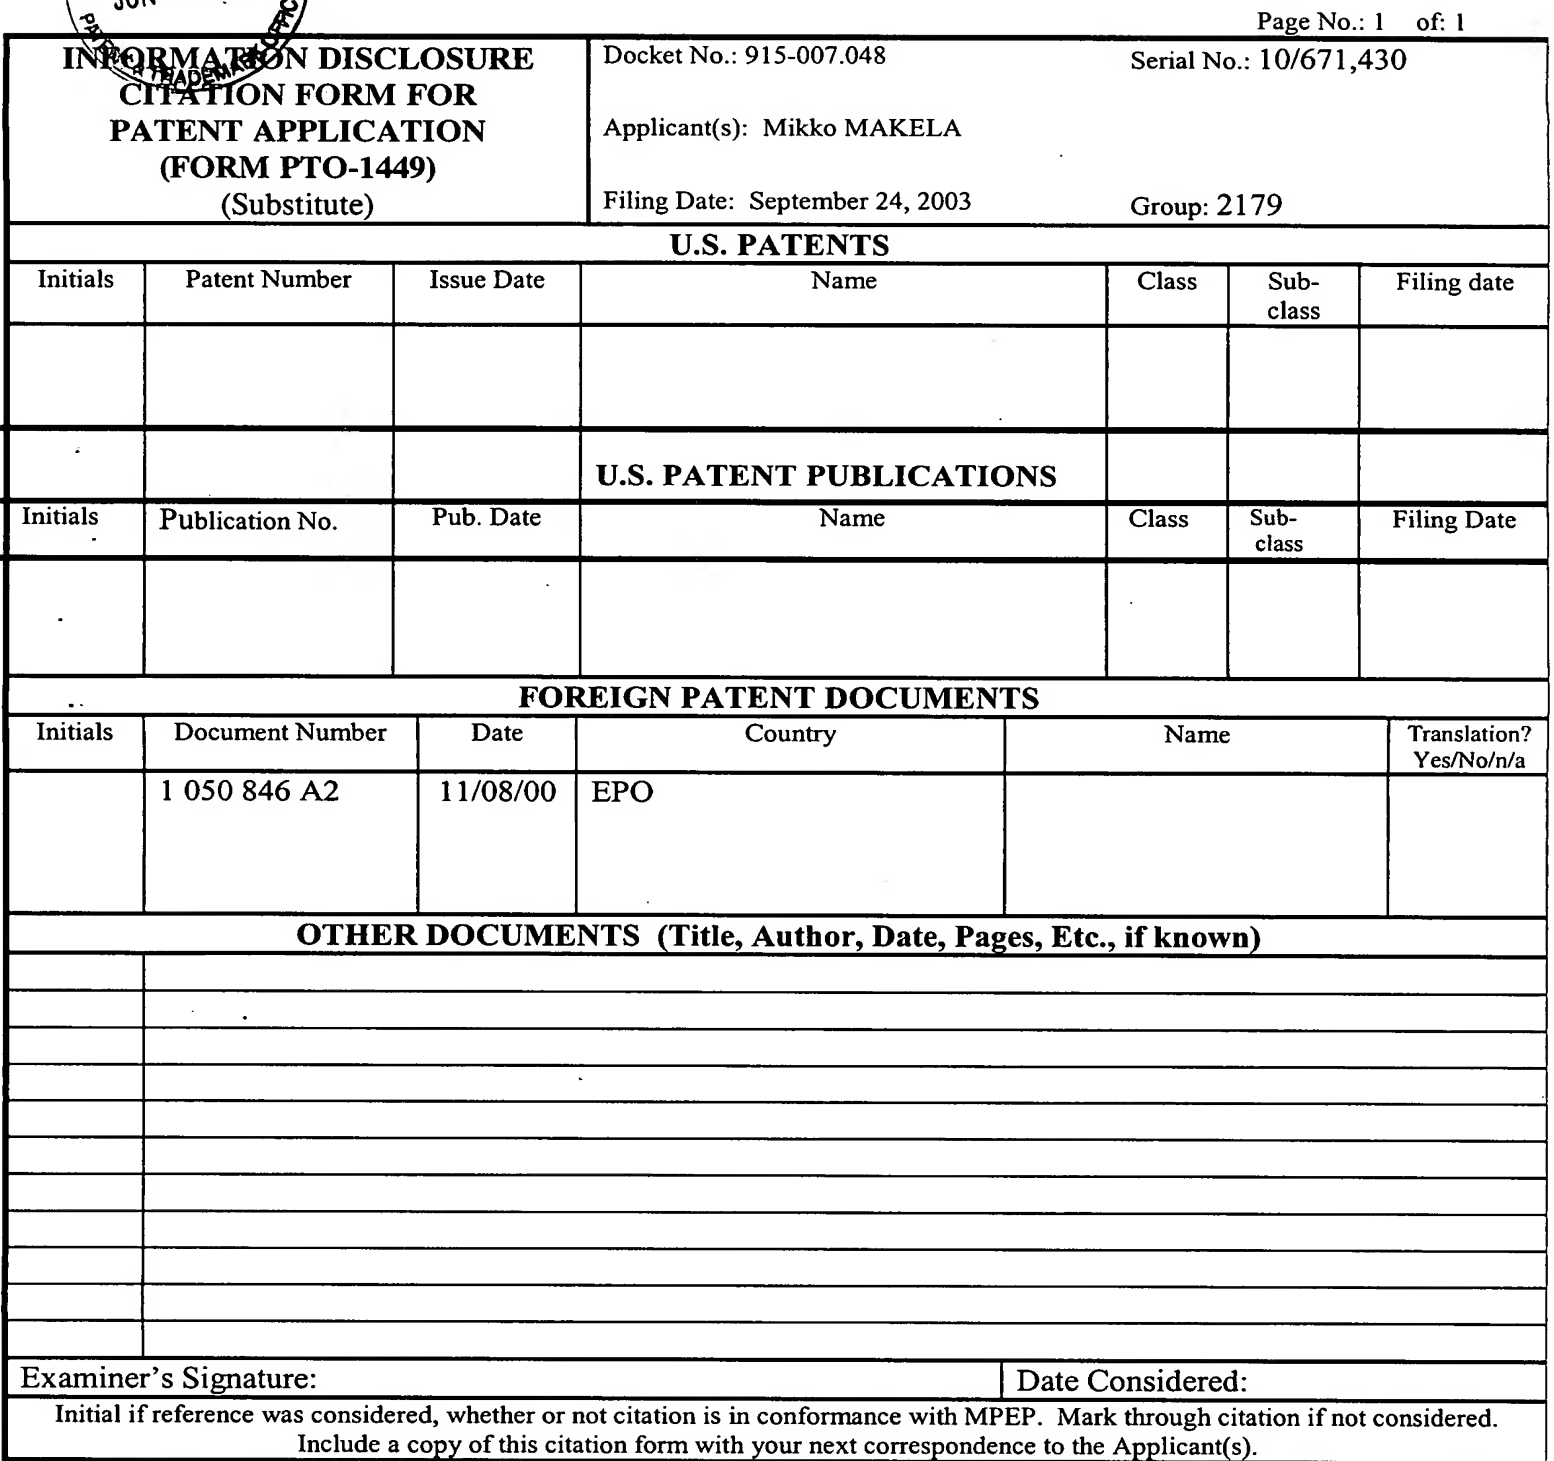 JUN
PATENT & TRADEMARK OFFIC
Page No.: 1 of: 1
INFORMATION DISCLOSURE
CITATION FORM FOR
PATENT APPLICATION
(FORM PTO-1449)
(Substitute)
Docket No.: 915-007.048
Serial No.: 10/671,430
Applicant(s): Mikko MAKELA
Filing Date: September 24, 2003
Group: 2179
U.S. PATENTS
Initials Patent Number Issue Date Name Class Sub- Filing date
class
U.S. PATENT PUBLICATIONS
Initials Publication No. Pub. Date Name Class Sub- Filing Date
class
FOREIGN PATENT DOCUMENTS
Initials Document Number Date Country Name Translation?
Yes/No/n/a
1 050 846 A2 11/08/00 EPO
OTHER DOCUMENTS (Title, Author, Date, Pages, Etc., if known)
Examiner's Signature: Date Considered:
Initial if reference was considered, whether or not citation is in conformance with MPEP. Mark through citation if not considered.
Include a copy of this citation form with your next correspondence to the Applicant(s).